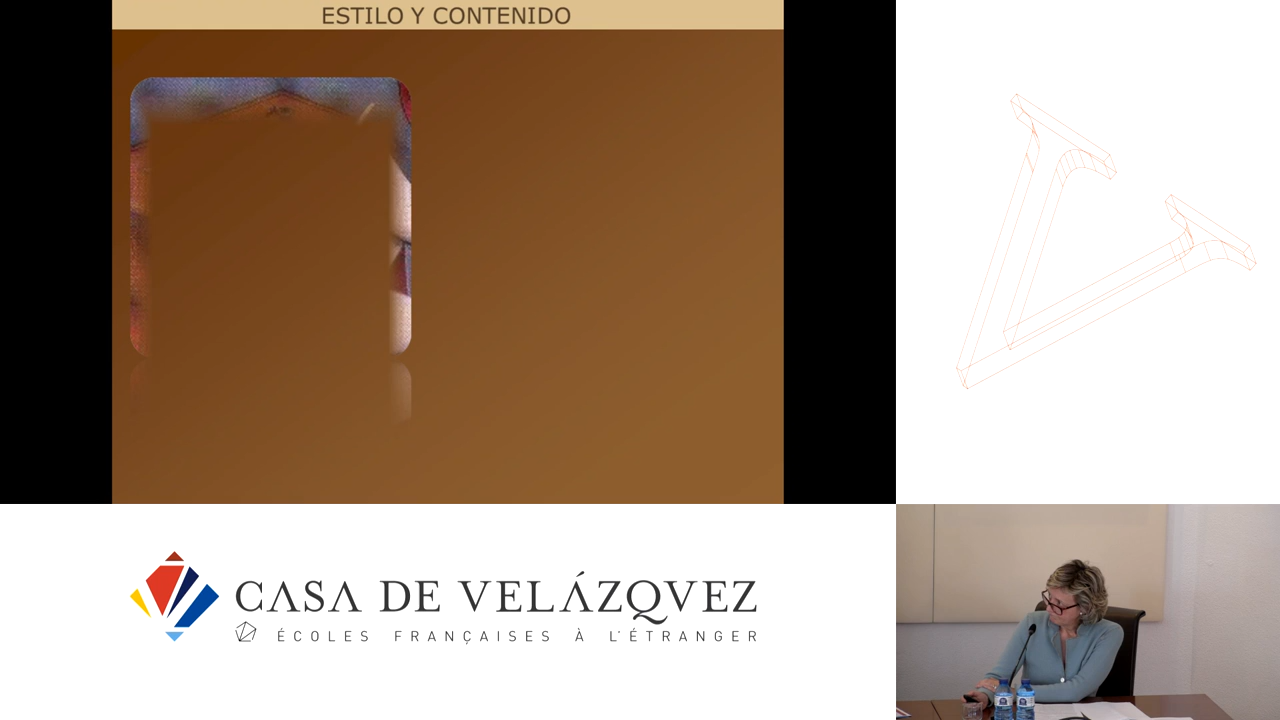 ESTILO Y CONTENIDO
CASA DE VELÁZQVEZ
ÉCOLES FRANÇAISES À L'ÉTRANGER